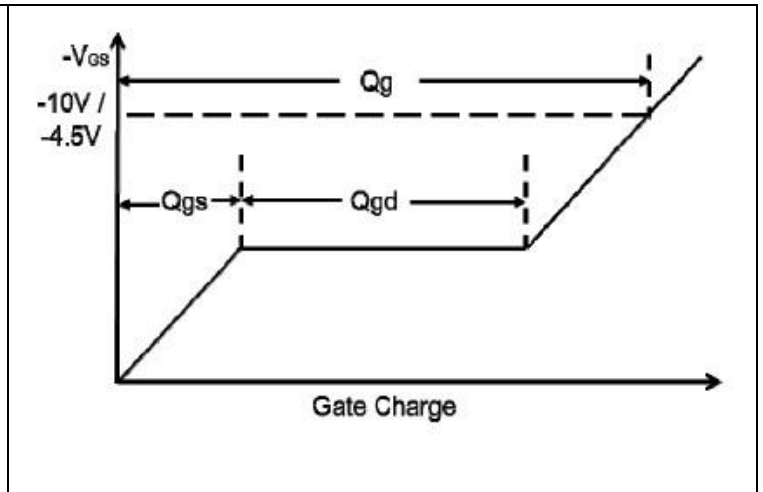 -VGS
Qg
-10V /
-4.5V
Qgs
Qgd
Gate Charge